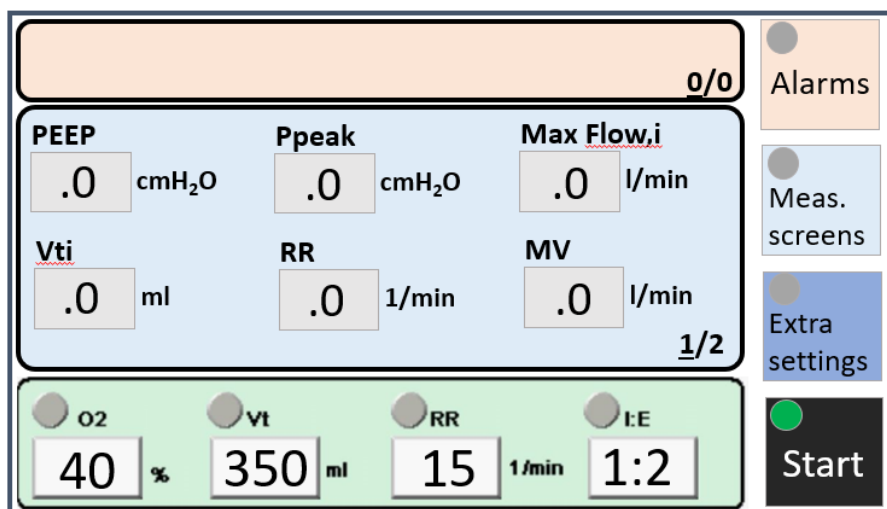 0/0
Alarms
PEEP Ppeak Max Flow,i
.0 cmH₂O .0 cmH₂O .0 l/min
Meas.
screens
Vti RR MV
.0 ml .0 1/min .0 l/min
1/2
Extra
settings
O2 Vt RR I:E
40 % 350 ml 15 1/min 1:2
Start